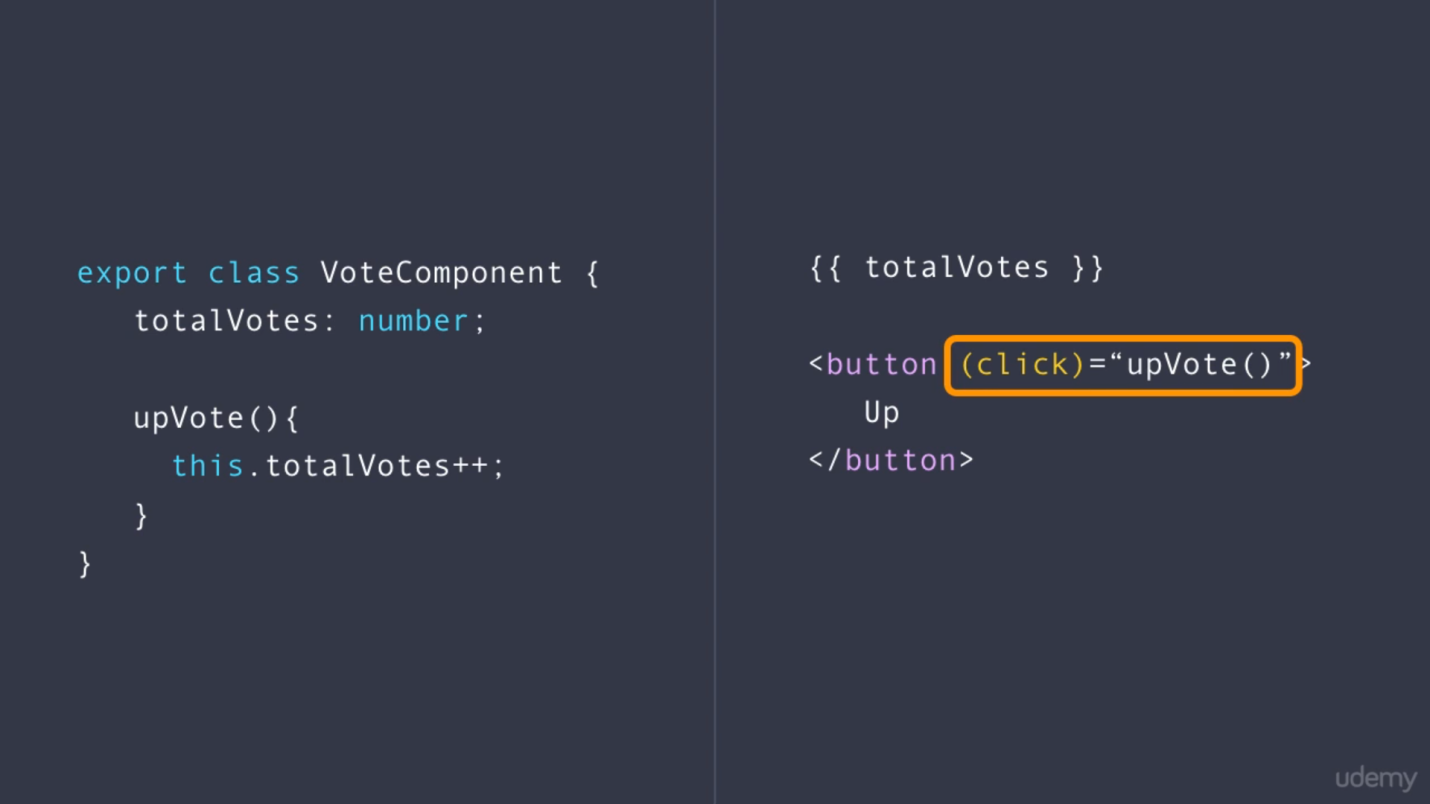 export class VoteComponent {
totalVotes: number;
upVote(){
this.totalVotes++;
}
}
{{ totalVotes }}
<button (click)=“upVote()”>
Up
</button>
udemy